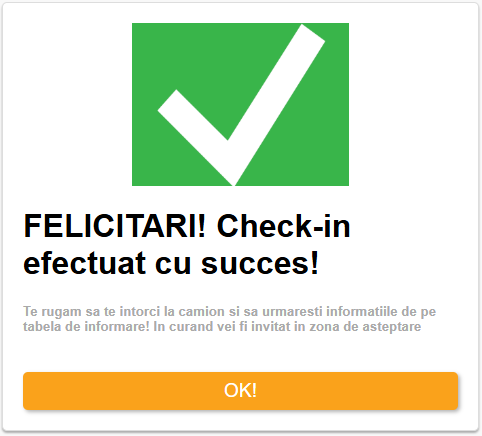 FELICITARI! Check-in
efectuat cu succes!
Te rugam sa te intorci la camion si sa urmaresti informatiile de pe
tabela de informare! In curand vei fi invitat in zona de asteptare
OK!